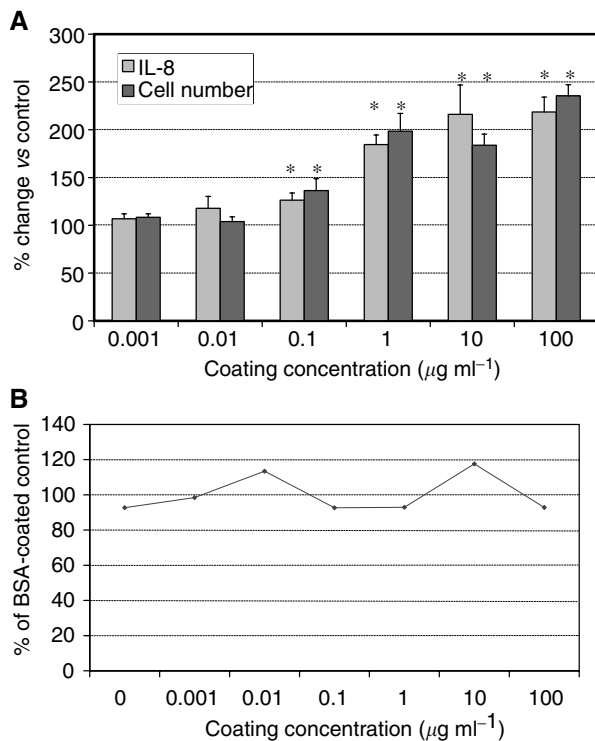 A
300
250
200
150
100
50
0
% change vs control
IL-8
Cell number
* * * * * * * *
0.001 0.01 0.1 1 10 100
Coating concentration (µg ml⁻¹)
B
140
120
100
80
60
40
20
0
% of BSA-coated control
0 0.001 0.01 0.1 1 10 100
Coating concentration (µg ml⁻¹)